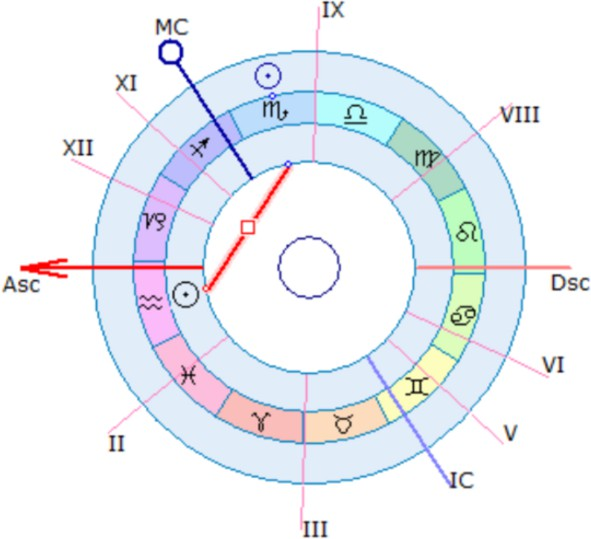 IX
MC
☉
XI
♏
♎
VIII
♐
♍
XII
♑
♌
Asc
Dsc
☉
♒
♋
VI
♓
♊
♈
♉
V
II
IC
III